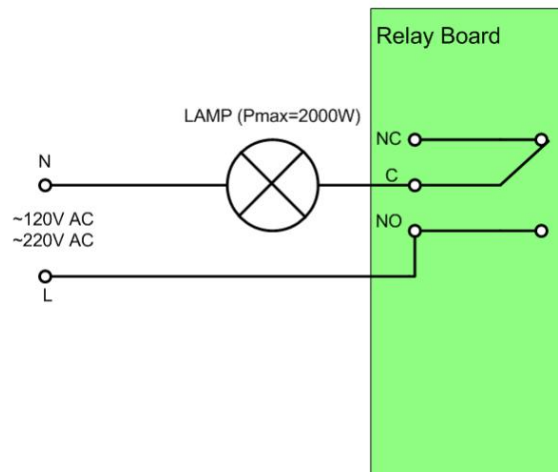 Relay Board
LAMP (Pmax=2000W)
NC
N
C
~120V AC
~220V AC
NO
L